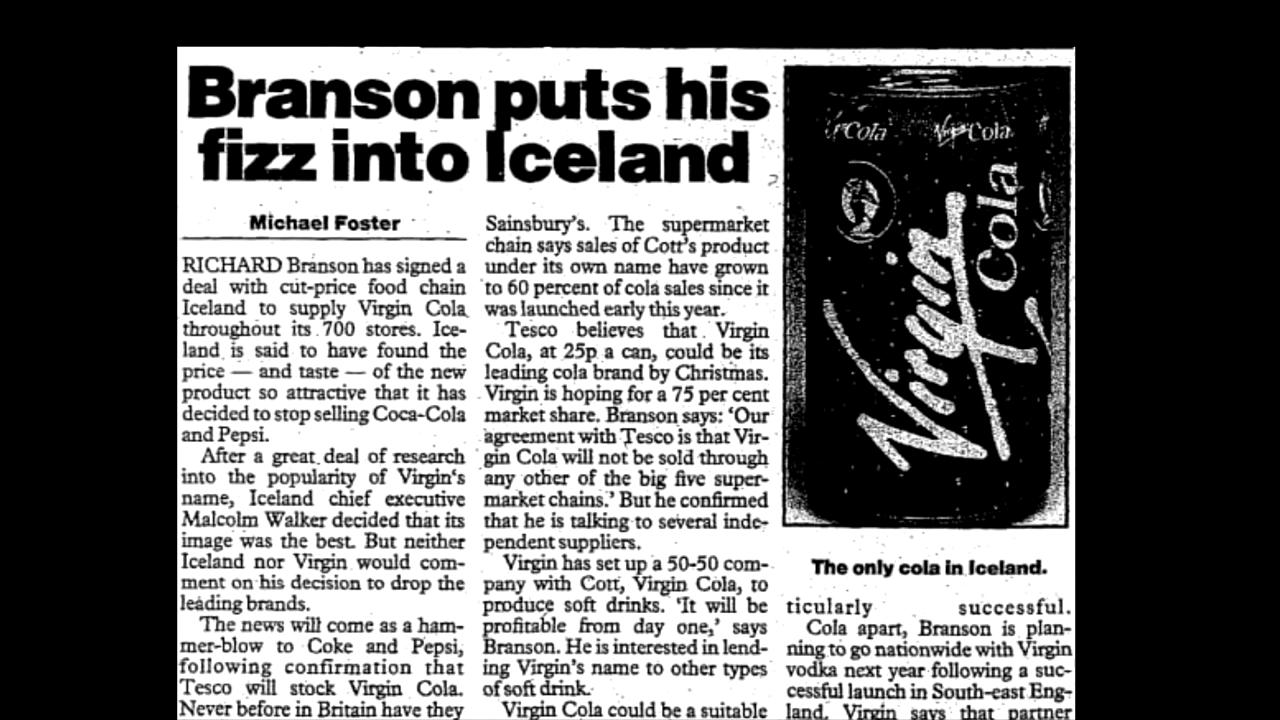 Branson puts his
fizz into Iceland
Michael Foster
RICHARD Branson has signed a
deal with cut-price food chain
Iceland to supply Virgin Cola
throughout its 700 stores. Ice-
land is said to have found the
price — and taste — of the new
product so attractive that it has
decided to stop selling Coca-Cola
and Pepsi.
After a great deal of research
into the popularity of Virgin's
name, Iceland chief executive
Malcolm Walker decided that its
image was the best. But neither
Iceland nor Virgin would com-
ment on his decision to drop the
leading brands.
The news will come as a ham-
mer-blow to Coke and Pepsi,
following confirmation that
Tesco will stock Virgin Cola.
Never before in Britain have they
Sainsbury's. The supermarket
chain says sales of Cott's product
under its own name have grown
to 60 percent of cola sales since it
was launched early this year.
Tesco believes that Virgin
Cola, at 25p a can, could be its
leading cola brand by Christmas.
Virgin is hoping for a 75 per cent
market share. Branson says: 'Our
agreement with Tesco is that Vir-
gin Cola will not be sold through
any other of the big five super-
market chains.' But he confirmed
that he is talking to several inde-
pendent suppliers.
Virgin has set up a 50-50 com-
pany with Cott, Virgin Cola, to
produce soft drinks. 'It will be
profitable from day one,' says
Branson. He is interested in lend-
ing Virgin's name to other types
of soft drink.
Virgin Cola could be a suitable
Cola
Cola
Virgin Cola
The only cola in Iceland.
ticularly successful.
Cola apart, Branson is plan-
ning to go nationwide with Virgin
vodka next year following a suc-
cessful launch in South-east Eng-
land. Virgin says that partner